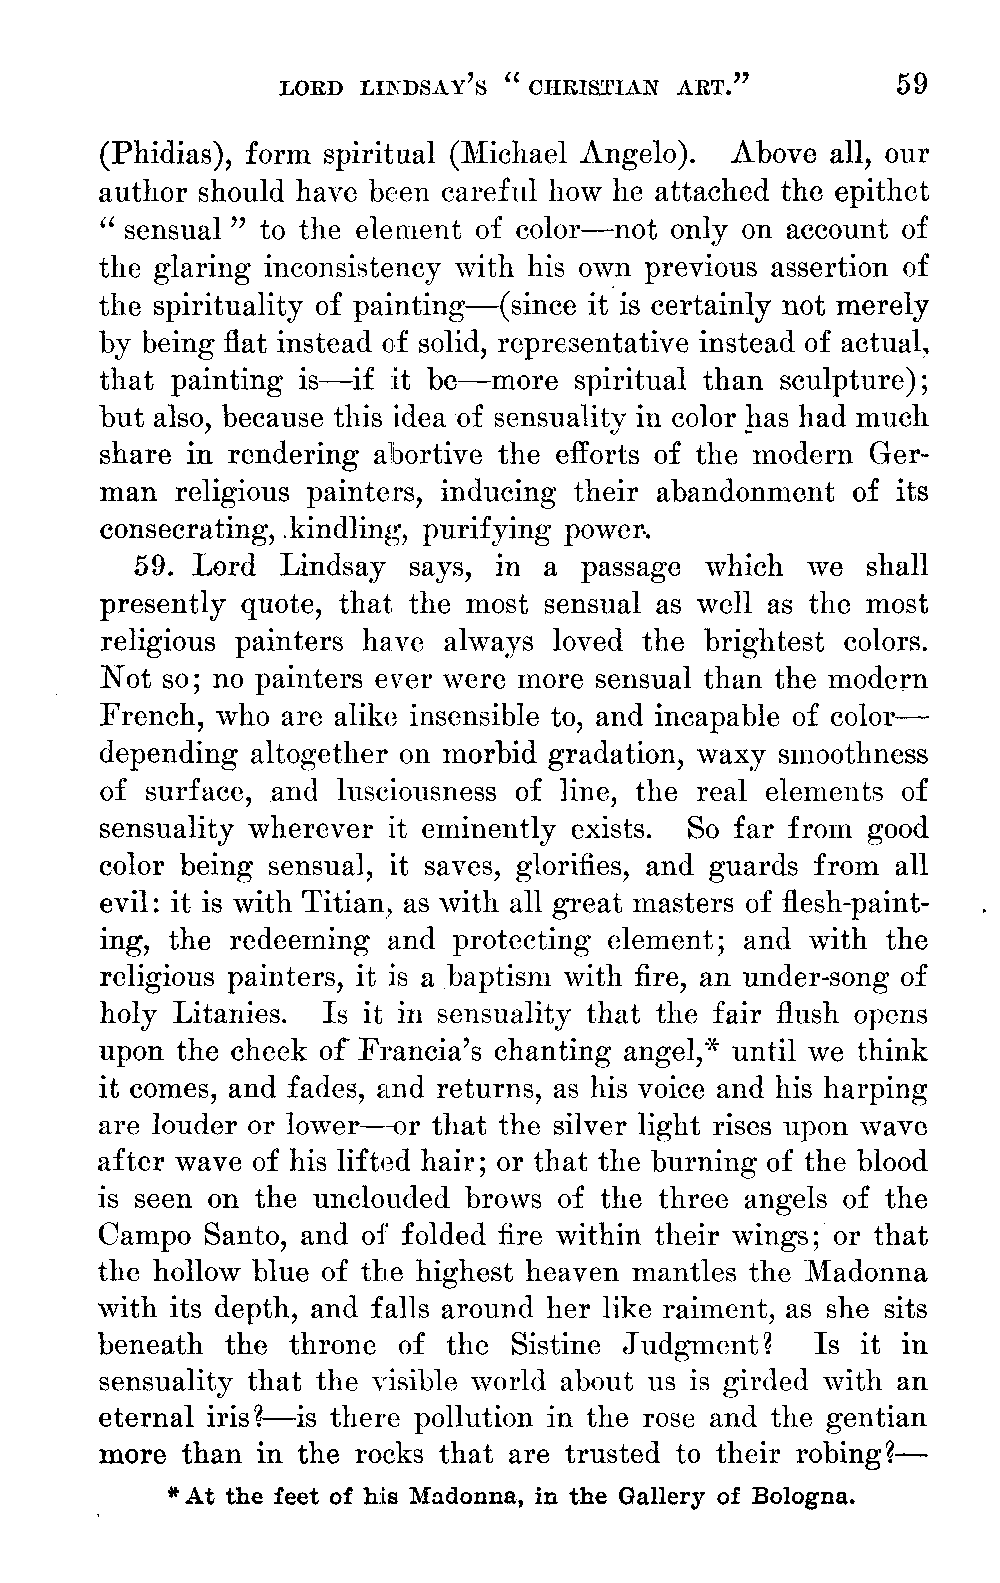 LORD LINDSAY'S " CHRISTIAN ART." 59
(Phidias), form spiritual (Michael Angelo). Above all, our
author should have been careful how he attached the epithet
" sensual " to the element of color—not only on account of
the glaring inconsistency with his own previous assertion of
the spirituality of painting—(since it is certainly not merely
by being flat instead of solid, representative instead of actual,
that painting is—if it be—more spiritual than sculpture);
but also, because this idea of sensuality in color has had much
share in rendering abortive the efforts of the modern Ger-
man religious painters, inducing their abandonment of its
consecrating, kindling, purifying power.
59. Lord Lindsay says, in a passage which we shall
presently quote, that the most sensual as well as the most
religious painters have always loved the brightest colors.
Not so; no painters ever were more sensual than the modern
French, who are alike insensible to, and incapable of color—
depending altogether on morbid gradation, waxy smoothness
of surface, and lusciousness of line, the real elements of
sensuality wherever it eminently exists. So far from good
color being sensual, it saves, glorifies, and guards from all
evil: it is with Titian, as with all great masters of flesh-paint-
ing, the redeeming and protecting element; and with the
religious painters, it is a baptism with fire, an under-song of
holy Litanies. Is it in sensuality that the fair flush opens
upon the cheek of Francia's chanting angel,* until we think
it comes, and fades, and returns, as his voice and his harping
are louder or lower—or that the silver light rises upon wave
after wave of his lifted hair; or that the burning of the blood
is seen on the unclouded brows of the three angels of the
Campo Santo, and of folded fire within their wings; or that
the hollow blue of the highest heaven mantles the Madonna
with its depth, and falls around her like raiment, as she sits
beneath the throne of the Sistine Judgment? Is it in
sensuality that the visible world about us is girded with an
eternal iris?—is there pollution in the rose and the gentian
more than in the rocks that are trusted to their robing?—
* At the feet of his Madonna, in the Gallery of Bologna.